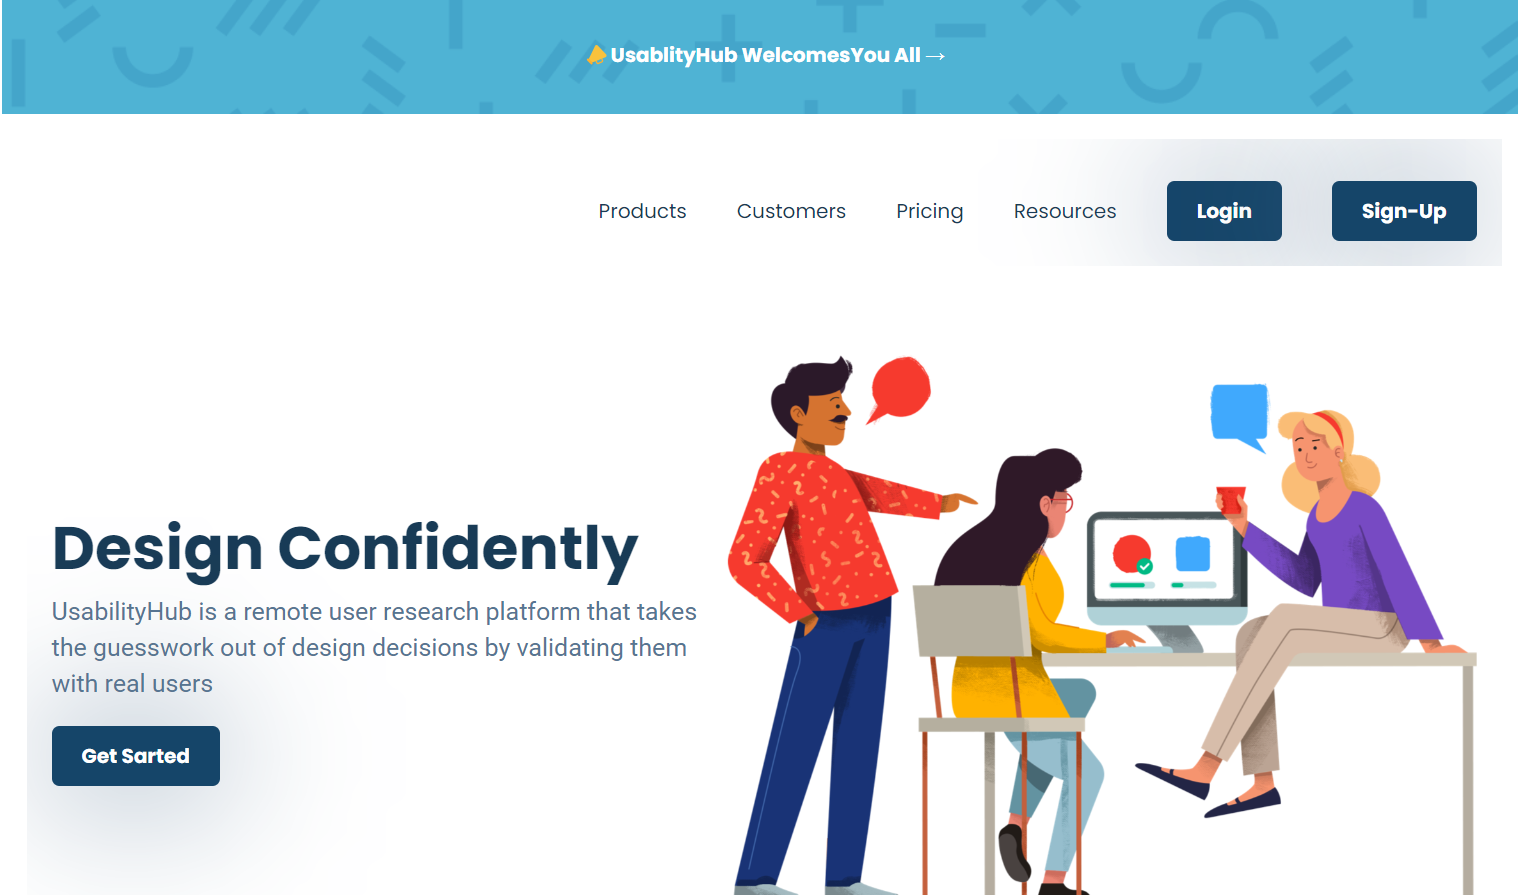 UsablityHub WelcomesYou All →
Products Customers Pricing Resources Login Sign-Up
Design Confidently
UsabilityHub is a remote user research platform that takes
the guesswork out of design decisions by validating them
with real users
Get Sarted